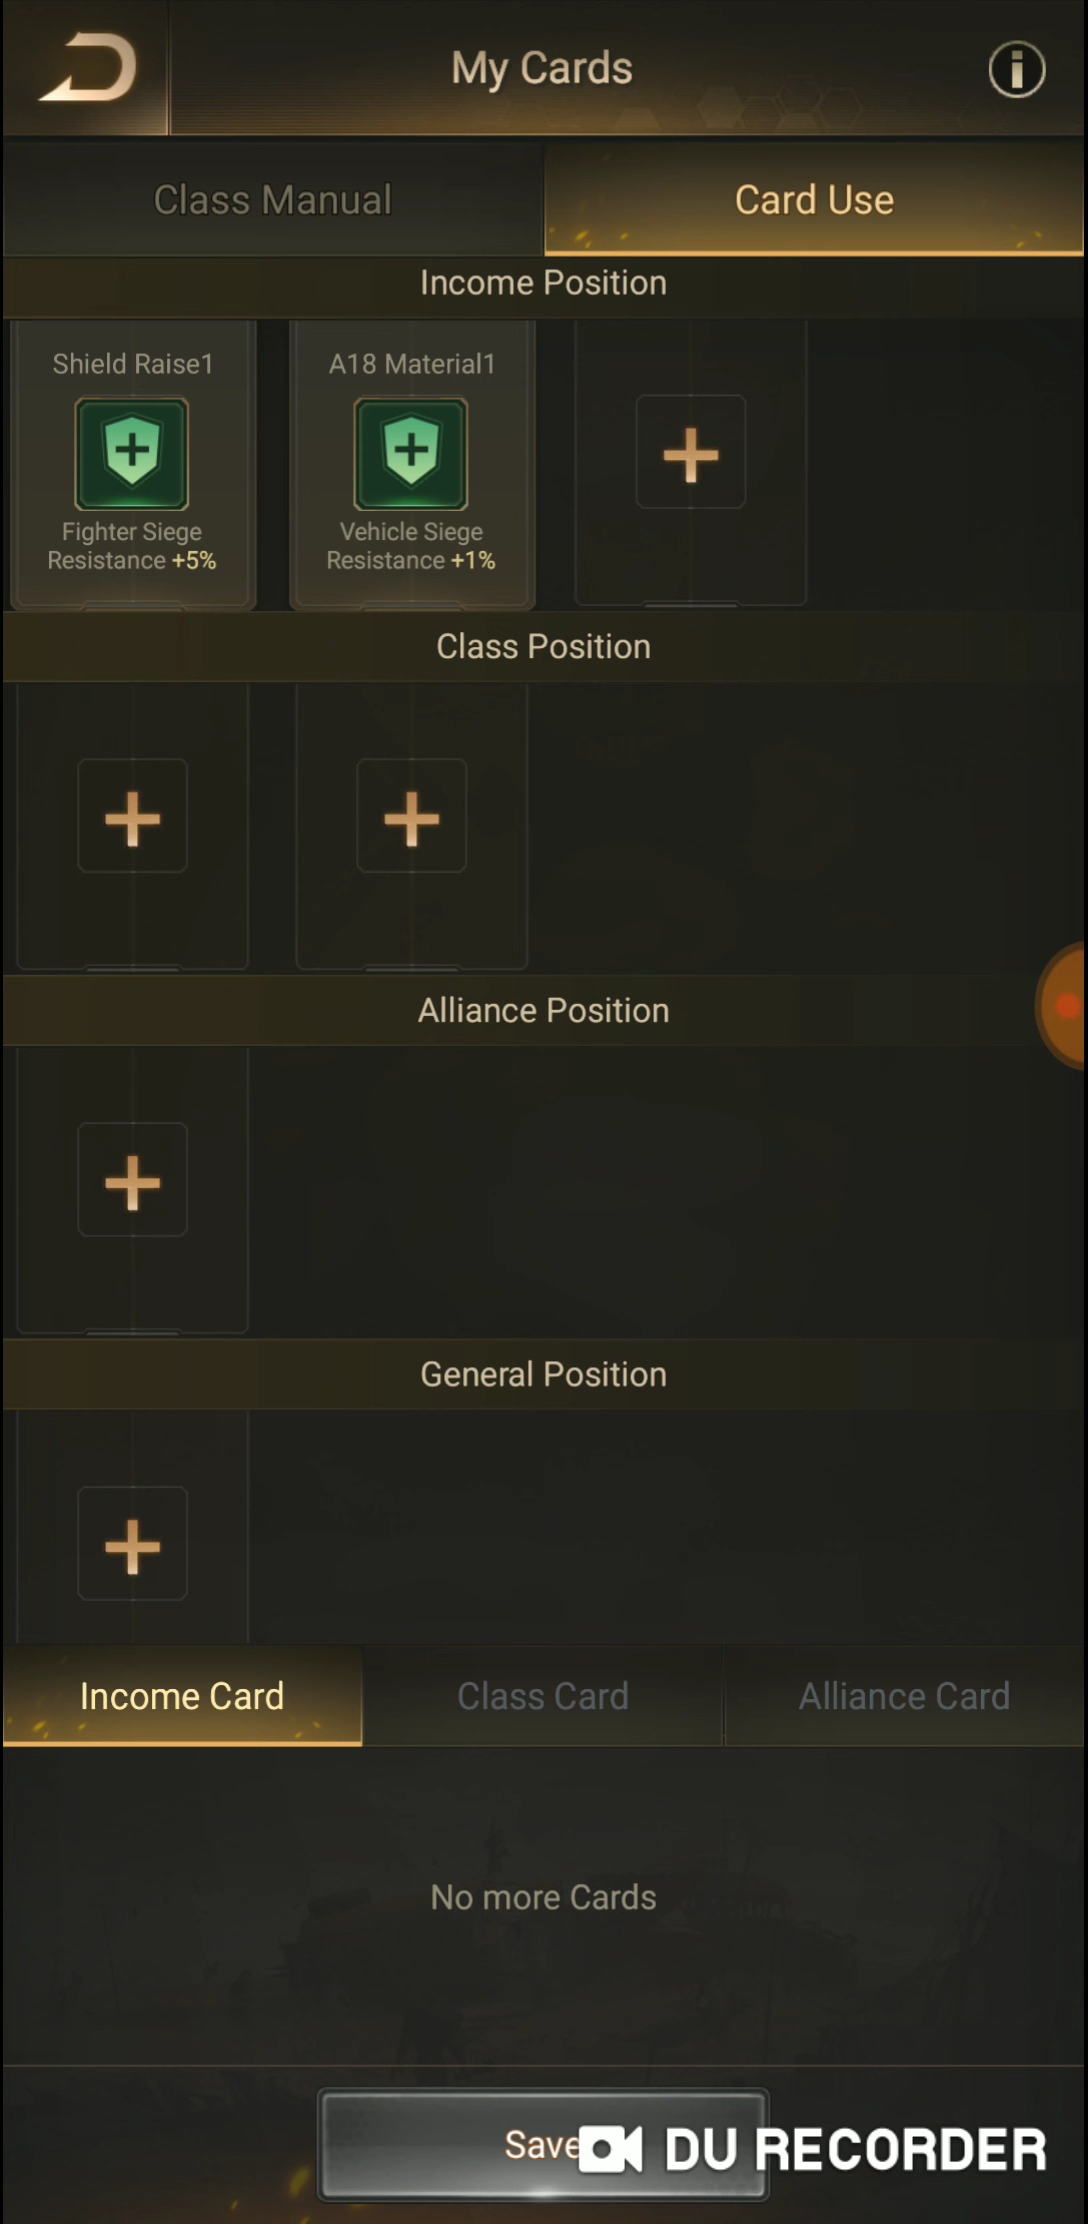 My Cards
Class Manual
Card Use
Income Position
Shield Raise1
A18 Material1
Fighter Siege
Resistance +5%
Vehicle Siege
Resistance +1%
Class Position
Alliance Position
General Position
Income Card
Class Card
Alliance Card
No more Cards
Save
DU RECORDER